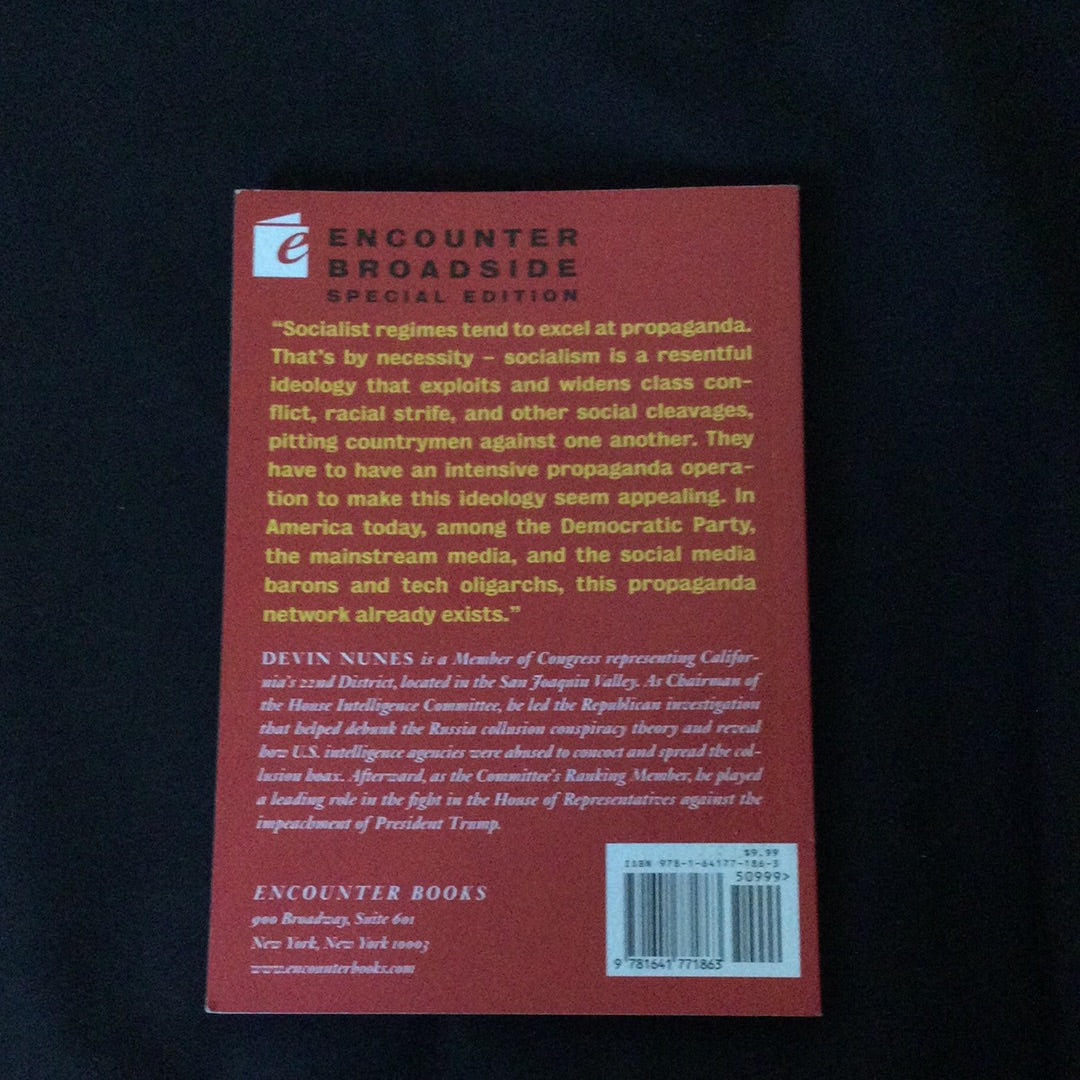 e ENCOUNTER
BROADSIDE
SPECIAL EDITION
“Socialist regimes tend to excel at propaganda.
That’s by necessity – socialism is a resentful
ideology that exploits and widens class con-
flict, racial strife, and other social cleavages,
pitting countrymen against one another. They
have to have an intensive propaganda opera-
tion to make this ideology seem appealing. In
America today, among the Democratic Party,
the mainstream media, and the social media
barons and tech oligarchs, this propaganda
network already exists.”
DEVIN NUNES is a Member of Congress representing Califor-
nia’s 22nd District, located in the San Joaquin Valley. As Chairman of
the House Intelligence Committee, he led the Republican investigation
that helped debunk the Russia collusion conspiracy theory and reveal
how U.S. intelligence agencies were abused to concoct and spread the col-
lusion hoax. Afterward, as the Committee’s Ranking Member, he played
a leading role in the fight in the House of Representatives against the
impeachment of President Trump.
ENCOUNTER BOOKS
900 Broadway, Suite 601
New York, New York 10003
www.encounterbooks.com
$9.99
ISBN 978-1-64177-186-3
50999>
9 781641 771863